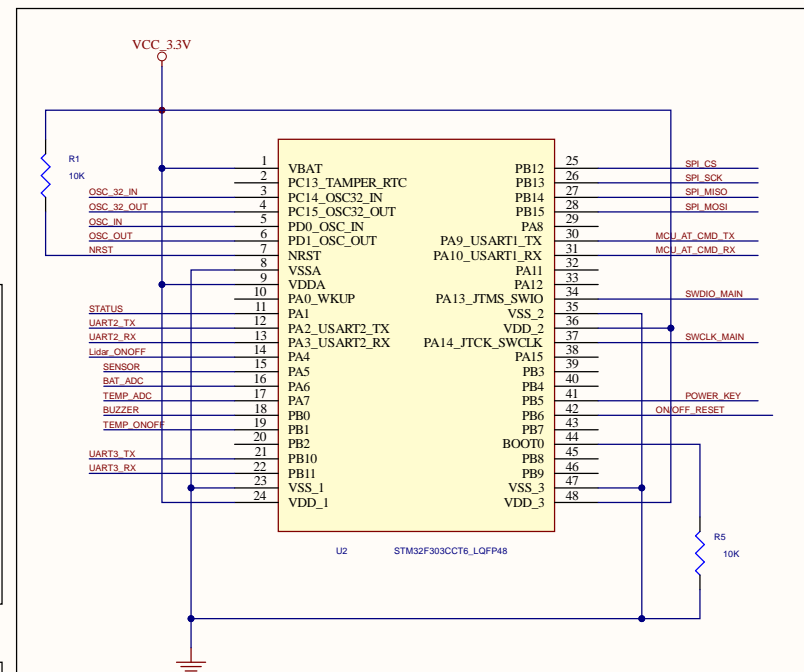 VCC_3.3V
R1
10K
OSC_32_IN
OSC_32_OUT
OSC_IN
OSC_OUT
NRST
STATUS
UART2_TX
UART2_RX
Lidar_ONOFF
SENSOR
BAT_ADC
TEMP_ADC
BUZZER
TEMP_ONOFF
UART3_TX
UART3_RX
1 VBAT
2 PC13_TAMPER_RTC
3 PC14_OSC32_IN
4 PC15_OSC32_OUT
5 PD0_OSC_IN
6 PD1_OSC_OUT
7 NRST
8 VSSA
9 VDDA
10 PA0_WKUP
11 PA1
12 PA2_USART2_TX
13 PA3_USART2_RX
14 PA4
15 PA5
16 PA6
17 PA7
18 PB0
19 PB1
20 PB2
21 PB10
22 PB11
23 VSS_1
24 VDD_1
PB12 25
PB13 26
PB14 27
PB15 28
PA8 29
PA9_USART1_TX 30
PA10_USART1_RX 31
PA11 32
PA12 33
PA13_JTMS_SWIO 34
VSS_2 35
VDD_2 36
PA14_JTCK_SWCLK 37
PA15 38
PB3 39
PB4 40
PB5 41
PB6 42
PB7 43
BOOT0 44
PB8 45
PB9 46
VSS_3 47
VDD_3 48
SPI_CS
SPI_SCK
SPI_MISO
SPI_MOSI
MCU_AT_CMD_TX
MCU_AT_CMD_RX
SWDIO_MAIN
SWCLK_MAIN
POWER_KEY
ON/OFF_RESET
R5
10K
U2 STM32F303CCT6_LQFP48